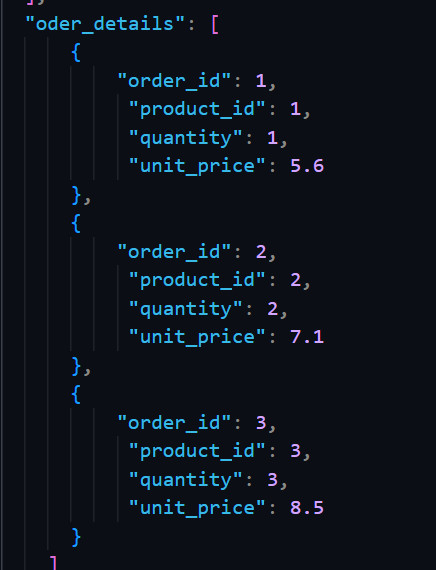 ],
"oder_details": [
{
"order_id": 1,
"product_id": 1,
"quantity": 1,
"unit_price": 5.6
},
{
"order_id": 2,
"product_id": 2,
"quantity": 2,
"unit_price": 7.1
},
{
"order_id": 3,
"product_id": 3,
"quantity": 3,
"unit_price": 8.5
}
]